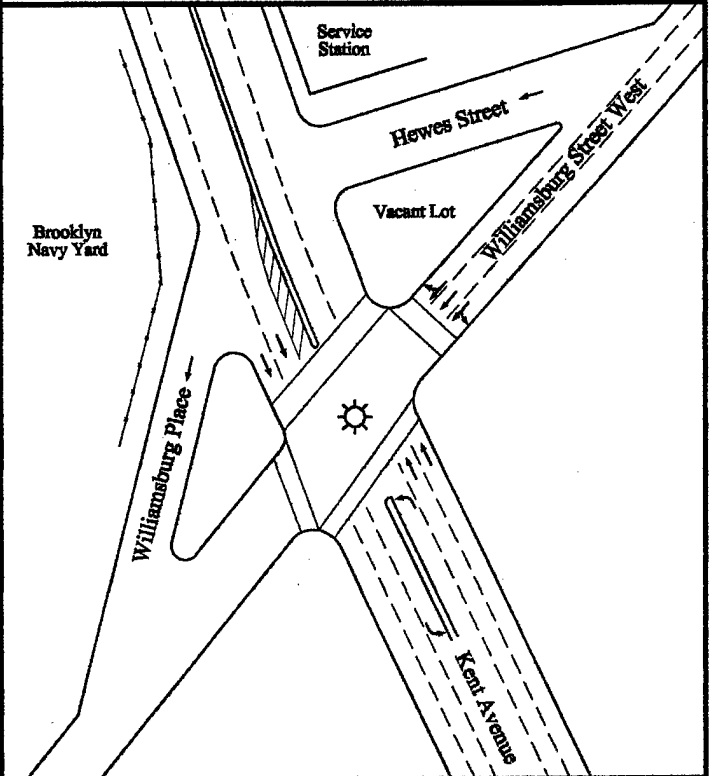 Service
Station
Hewes Street
Williamsburg Street West
Vacant Lot
Brooklyn
Navy Yard
Williamsburg Place
Kent Avenue